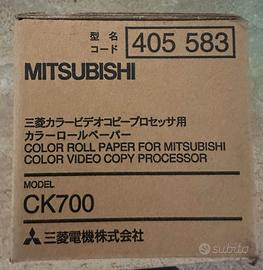 型名
コード
405 583
MITSUBISHI
三菱カラービデオコピープロセッサ用
カラーロールペーパー
COLOR ROLL PAPER FOR MITSUBISHI
COLOR VIDEO COPY PROCESSOR
MODEL
CK700
三菱電機株式会社
subito